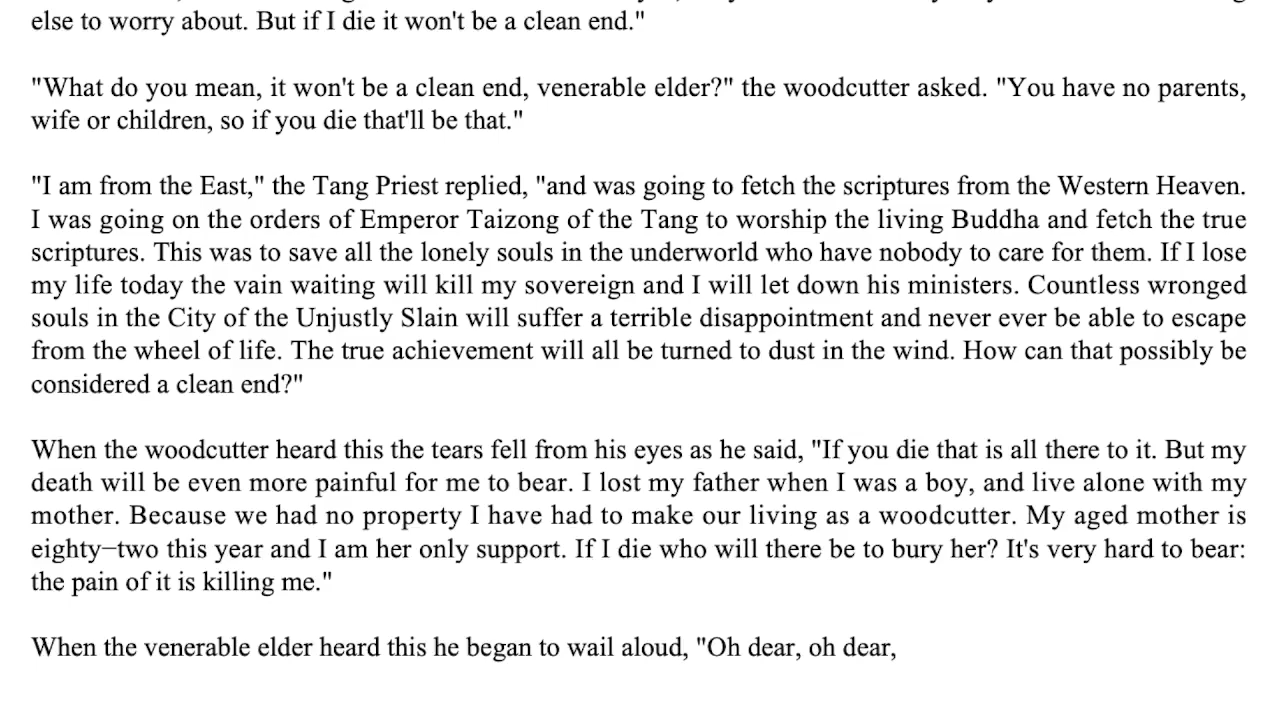 else to worry about. But if I die it won't be a clean end."
"What do you mean, it won't be a clean end, venerable elder?" the woodcutter asked. "You have no parents,
wife or children, so if you die that'll be that."
"I am from the East," the Tang Priest replied, "and was going to fetch the scriptures from the Western Heaven.
I was going on the orders of Emperor Taizong of the Tang to worship the living Buddha and fetch the true
scriptures. This was to save all the lonely souls in the underworld who have nobody to care for them. If I lose
my life today the vain waiting will kill my sovereign and I will let down his ministers. Countless wronged
souls in the City of the Unjustly Slain will suffer a terrible disappointment and never ever be able to escape
from the wheel of life. The true achievement will all be turned to dust in the wind. How can that possibly be
considered a clean end?"
When the woodcutter heard this the tears fell from his eyes as he said, "If you die that is all there to it. But my
death will be even more painful for me to bear. I lost my father when I was a boy, and live alone with my
mother. Because we had no property I have had to make our living as a woodcutter. My aged mother is
eighty−two this year and I am her only support. If I die who will there be to bury her? It's very hard to bear:
the pain of it is killing me."
When the venerable elder heard this he began to wail aloud, "Oh dear, oh dear,